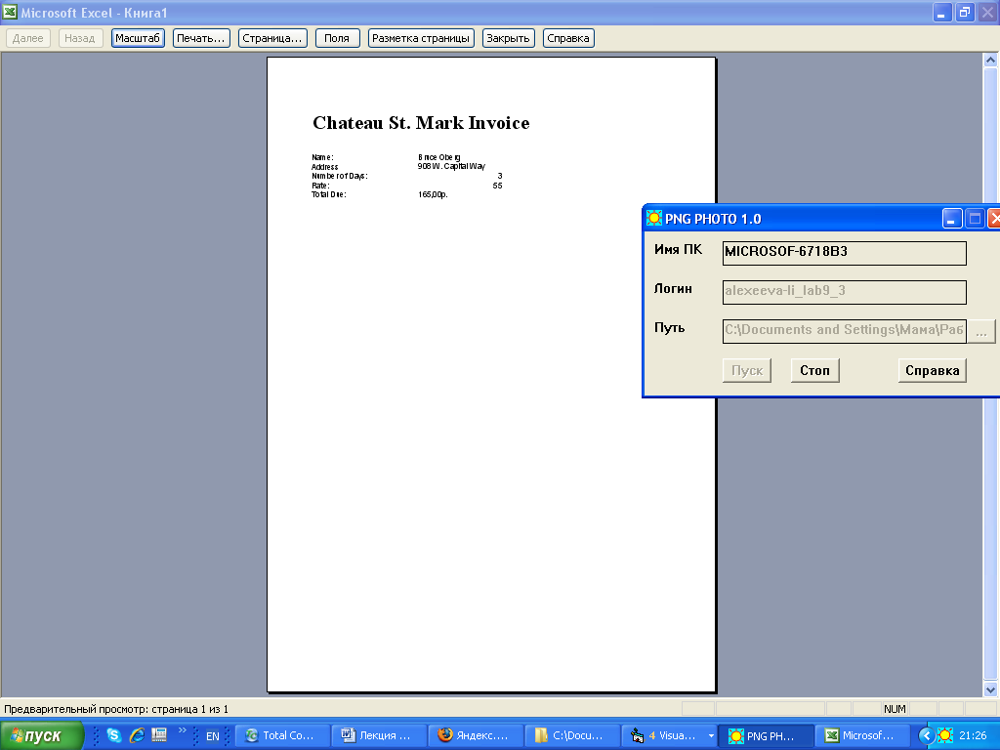 Microsoft Excel - Книга1
Далее Назад Масштаб Печать... Страница... Поля Разметка страницы Закрыть Справка
Chateau St. Mark Invoice
Name: Bruce Oberg
Address 908 W. Capital Way
Number of Days: 3
Rate: 55
Total Due: 165,00р.
PNG PHOTO 1.0
Имя ПК MICROSOF-6718B3
Логин alexeeva-li_lab9_3
Путь C:\Documents and Settings\Мама\Раб ...
Пуск Стоп Справка
Предварительный просмотр: страница 1 из 1
NUM
пуск EN Total Co... Лекция ... Яндекс.... C:\Docu... 4 Visua... PNG PH... Microsof... 21:26